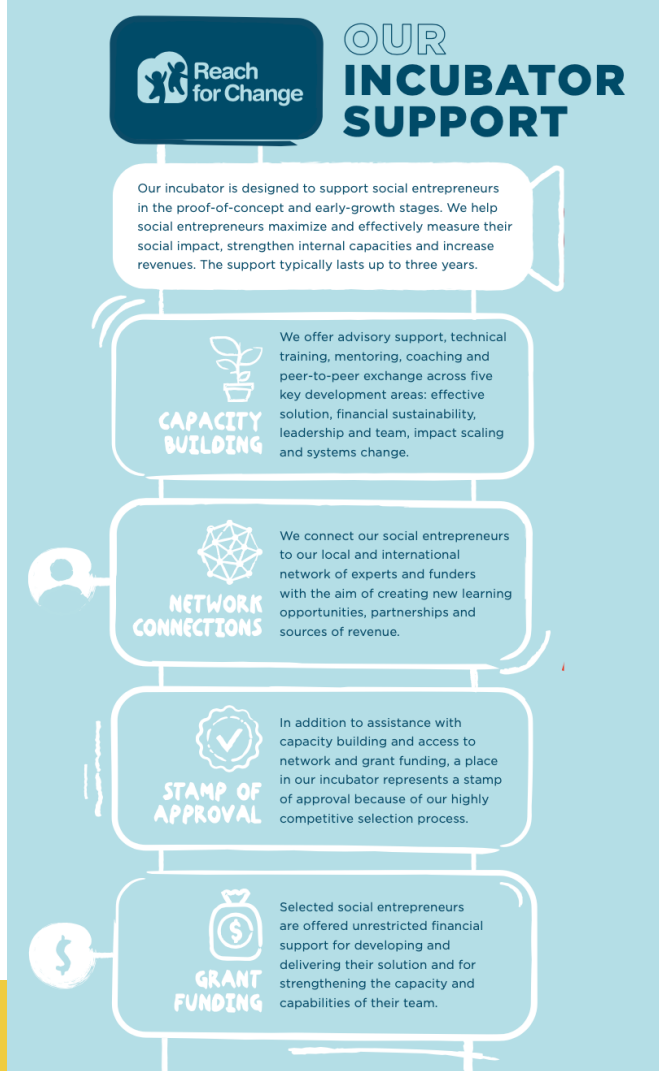 Reach
for Change
OUR
INCUBATOR
SUPPORT
Our incubator is designed to support social entrepreneurs
in the proof-of-concept and early-growth stages. We help
social entrepreneurs maximize and effectively measure their
social impact, strengthen internal capacities and increase
revenues. The support typically lasts up to three years.
CAPACITY
BUILDING
We offer advisory support, technical
training, mentoring, coaching and
peer-to-peer exchange across five
key development areas: effective
solution, financial sustainability,
leadership and team, impact scaling
and systems change.
NETWORK
CONNECTIONS
We connect our social entrepreneurs
to our local and international
network of experts and funders
with the aim of creating new learning
opportunities, partnerships and
sources of revenue.
STAMP OF
APPROVAL
In addition to assistance with
capacity building and access to
network and grant funding, a place
in our incubator represents a stamp
of approval because of our highly
competitive selection process.
$
$
GRANT
FUNDING
Selected social entrepreneurs
are offered unrestricted financial
support for developing and
delivering their solution and for
strengthening the capacity and
capabilities of their team.